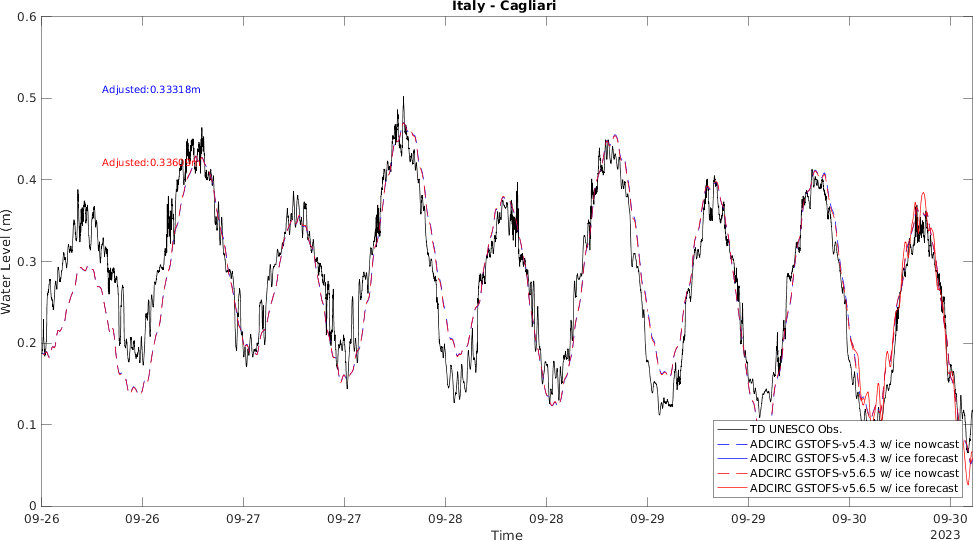 Italy - Cagliari
0.6
0.5
0.4
0.3
0.2
0.1
0
Water Level (m)
Adjusted:0.33318m
TD UNESCO Obs.
ADCIRC GSTOFS-v5.4.3 w/ ice nowcast
ADCIRC GSTOFS-v5.4.3 w/ ice forecast
ADCIRC GSTOFS-v5.6.5 w/ ice nowcast
ADCIRC GSTOFS-v5.6.5 w/ ice forecast
09-26 09-26 09-27 09-27 09-28 09-28 09-29 09-29 09-30 09-30
2023
Time